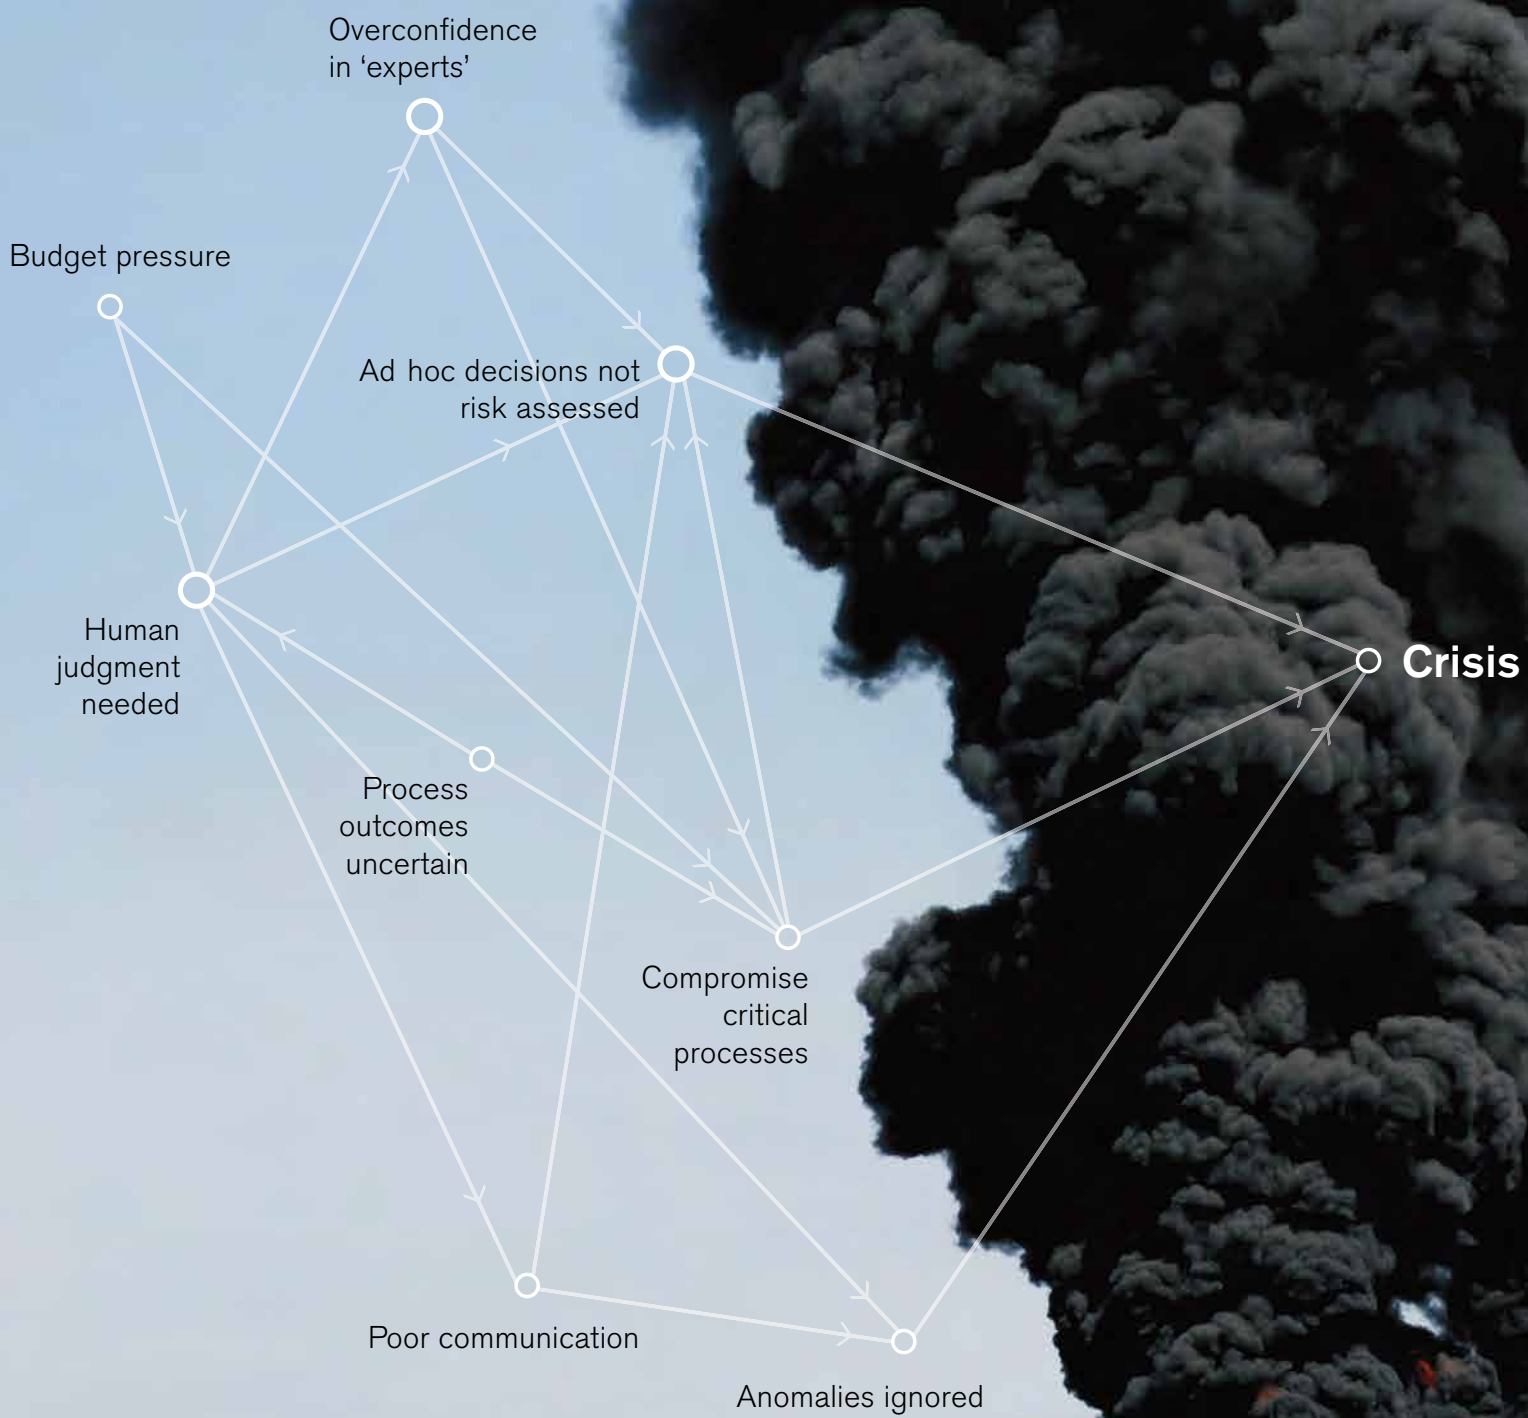 Overconfidence
in ‘experts’
Budget pressure
Ad hoc decisions not
risk assessed
Human
judgment
needed
Crisis
Process
outcomes
uncertain
Compromise
critical
processes
Poor communication
Anomalies ignored